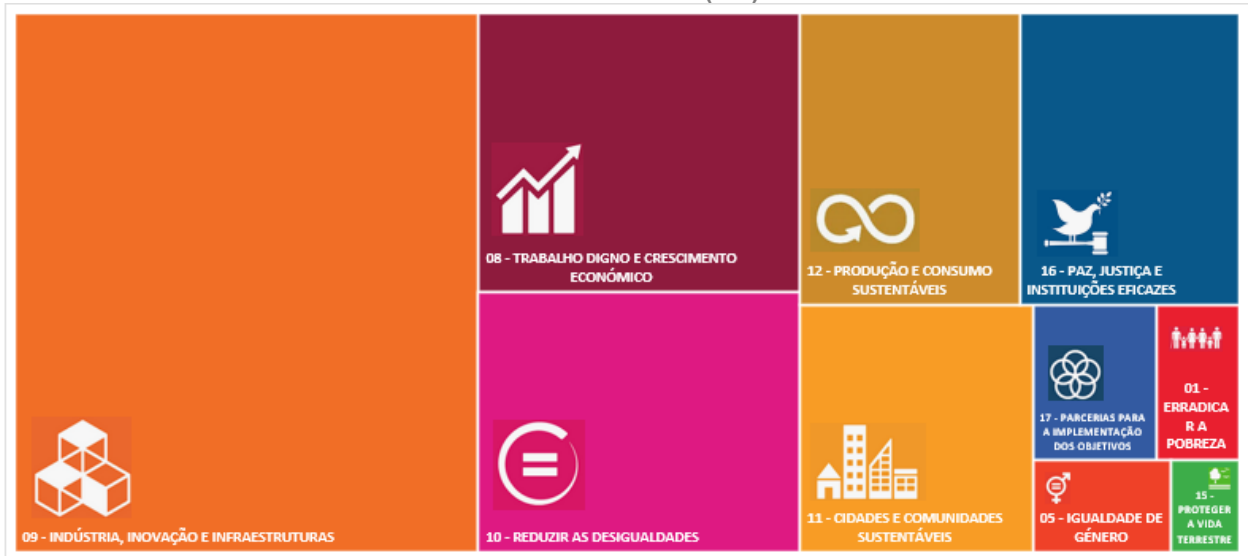 08 - TRABALHO DIGNO E CRESCIMENTO
ECONÓMICO
12 - PRODUÇÃO E CONSUMO
SUSTENTÁVEIS
16 - PAZ, JUSTIÇA E
INSTITUIÇÕES EFICAZES
09 - INDÚSTRIA, INOVAÇÃO E INFRAESTRUTURAS
10 - REDUZIR AS DESIGUALDADES
11 - CIDADES E COMUNIDADES
SUSTENTÁVEIS
17 - PARCERIAS PARA
A IMPLEMENTAÇÃO
DOS OBJETIVOS
01 -
ERRADICA
R A
POBREZA
05 - IGUALDADE DE
GÉNERO
15 -
PROTEGER
A VIDA
TERRESTRE